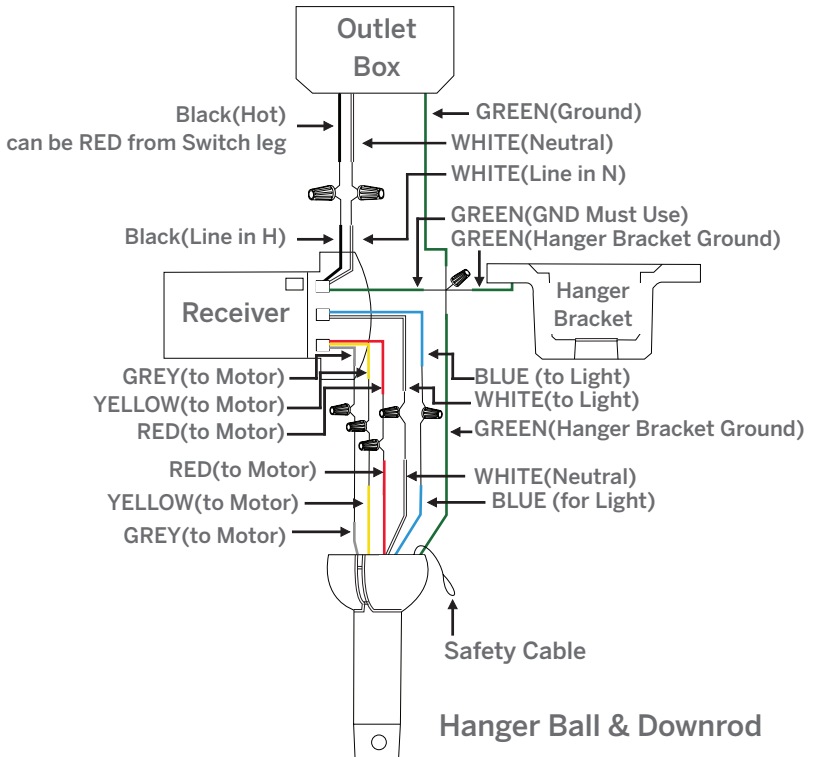 Outlet
Box
Black(Hot)
can be RED from Switch leg
GREEN(Ground)
WHITE(Neutral)
WHITE(Line in N)
GREEN(GND Must Use)
Black(Line in H)
GREEN(Hanger Bracket Ground)
Receiver
Hanger
Bracket
GREY(to Motor)
YELLOW(to Motor)
RED(to Motor)
BLUE (to Light)
WHITE(to Light)
GREEN(Hanger Bracket Ground)
RED(to Motor)
YELLOW(to Motor)
GREY(to Motor)
WHITE(Neutral)
BLUE (for Light)
Safety Cable
Hanger Ball & Downrod